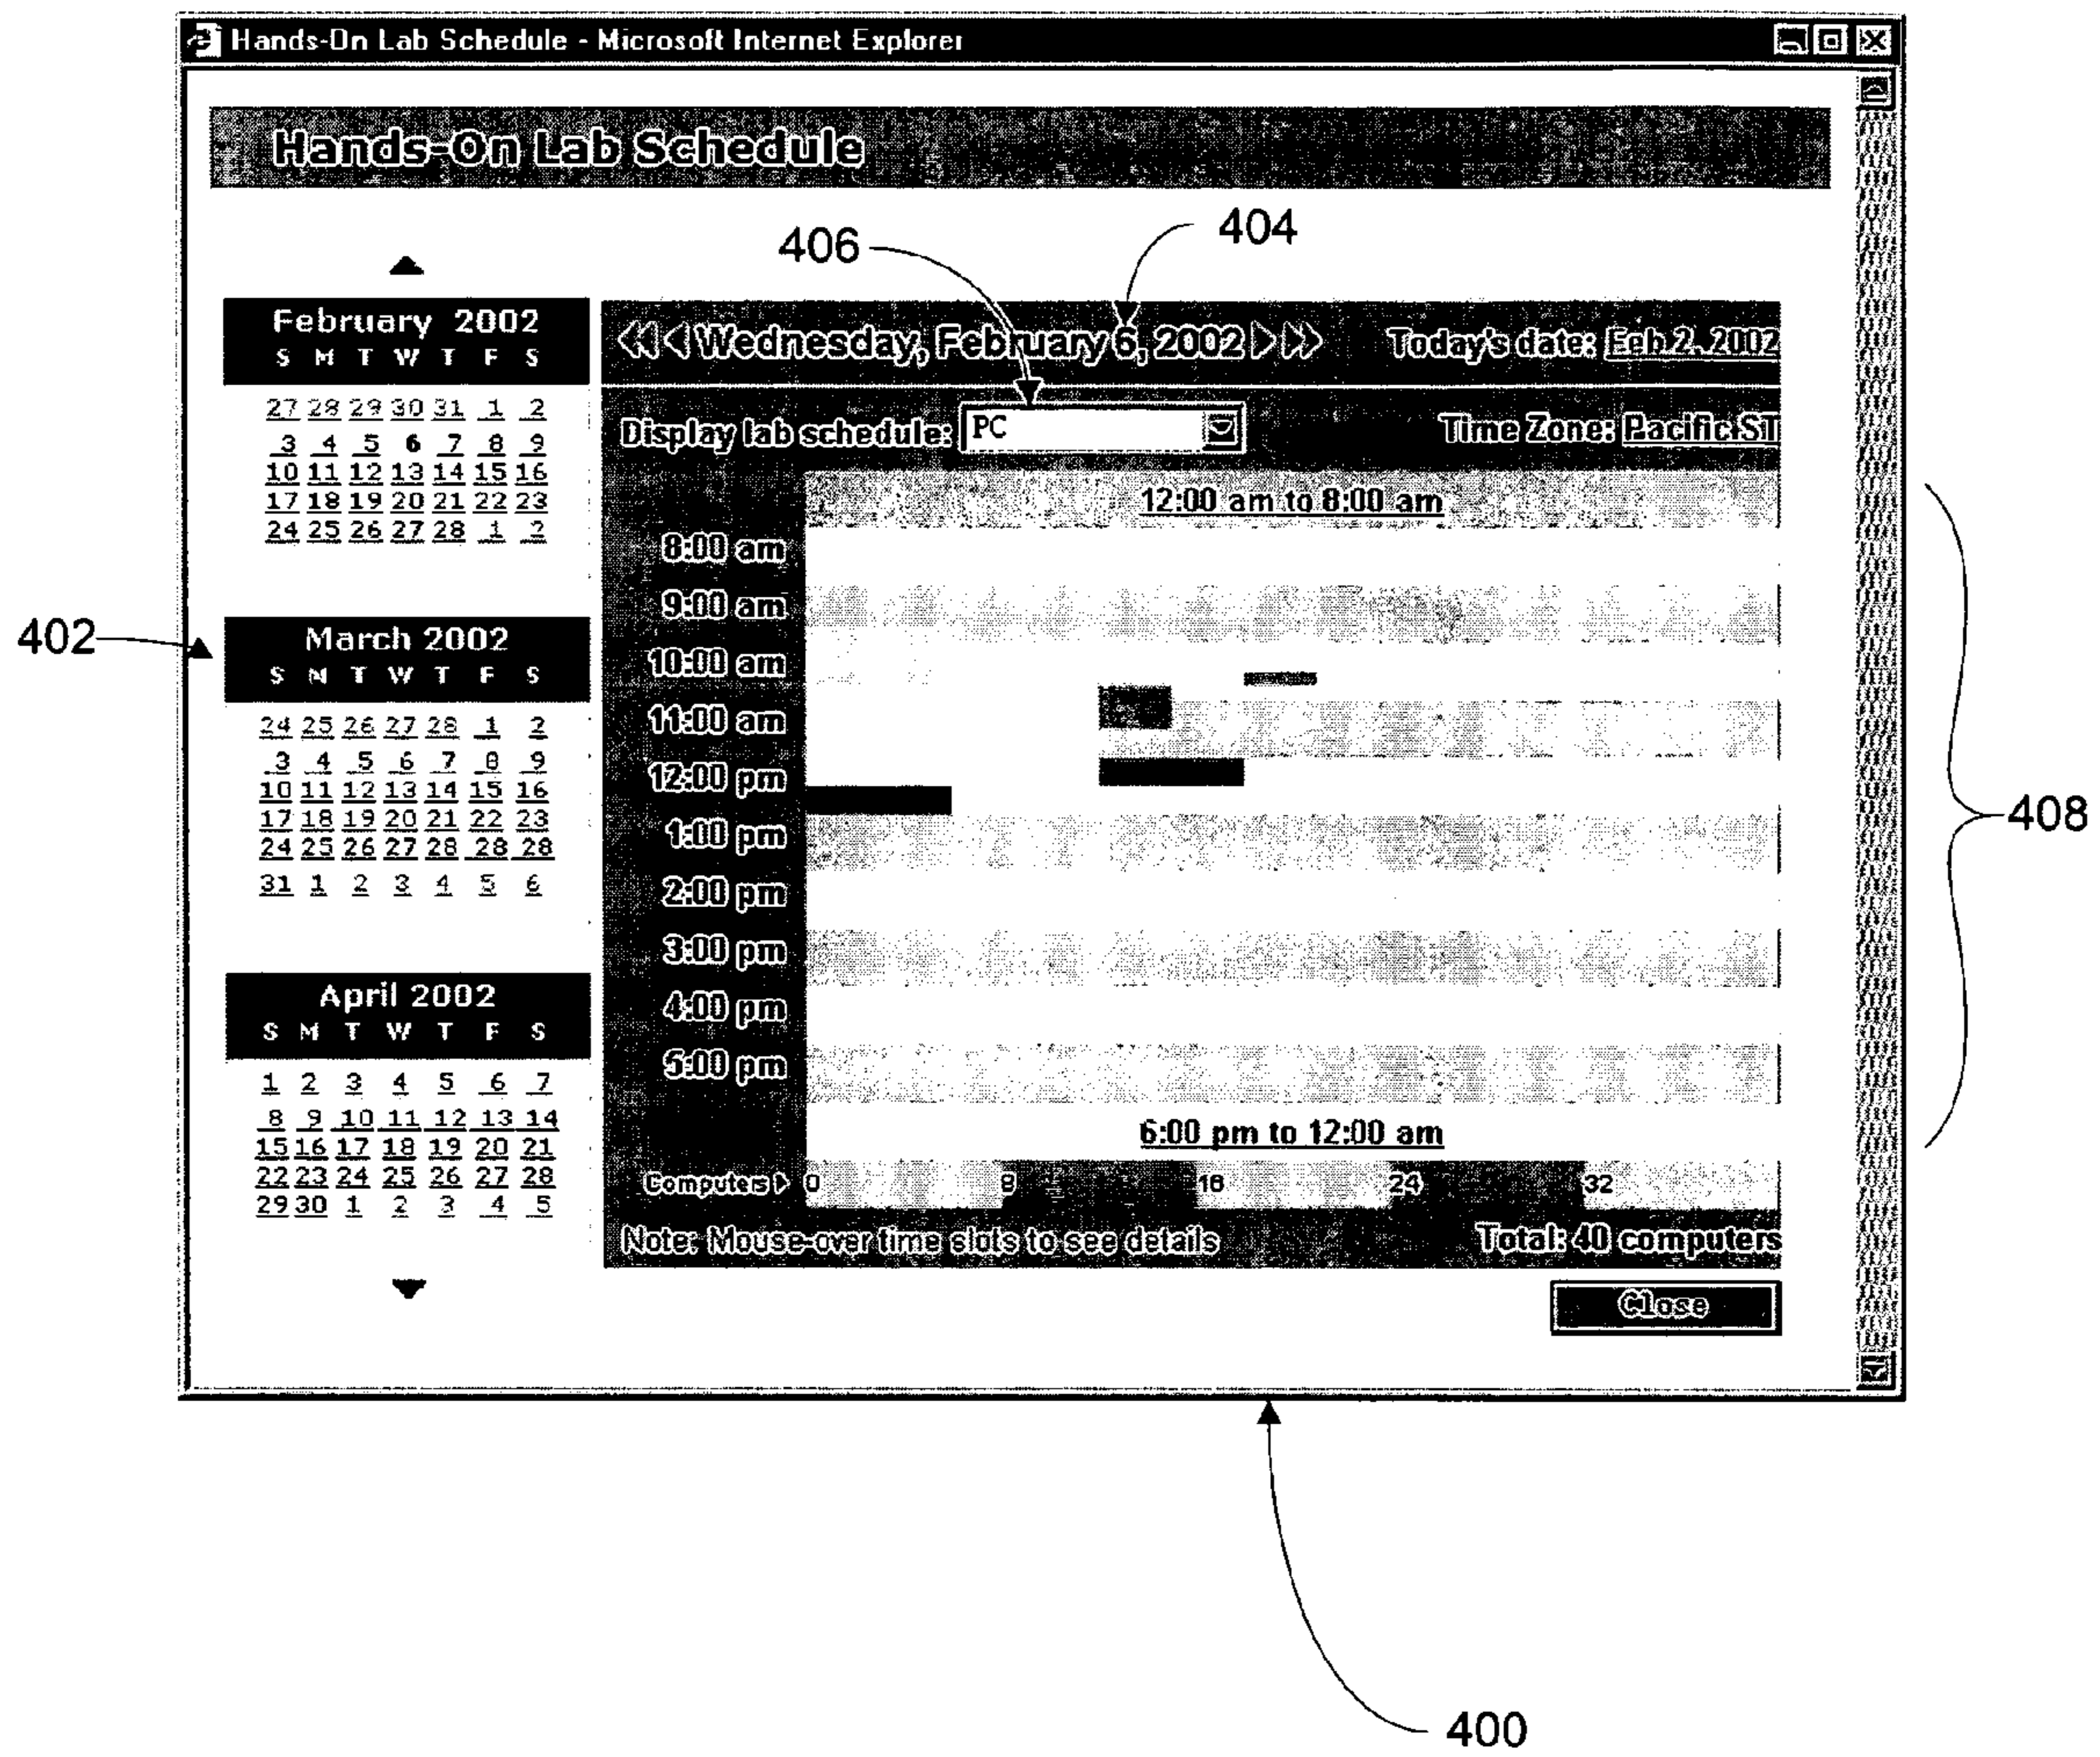 Hands-On Lab Schedule - Microsoft Internet Explorer
Hands-On Lab Schedule
406
404
February 2002
S M T W T F S
27 28 29 30 31 1 2
3 4 5 6 7 8 9
10 11 12 13 14 15 16
17 18 19 20 21 22 23
24 25 26 27 28 1 2
402
March 2002
S M T W T F S
24 25 26 27 28 1 2
3 4 5 6 7 8 9
10 11 12 13 14 15 16
17 18 19 20 21 22 23
24 25 26 27 28 28 28
31 1 2 3 4 5 6
April 2002
S M T W T F S
1 2 3 4 5 6 7
8 9 10 11 12 13 14
15 16 17 18 19 20 21
22 23 24 25 26 27 28
29 30 1 2 3 4 5
Wednesday, February 6, 2002
Today's date: Feb 2, 2002
Display lab schedule: PC
Time Zone: Pacific ST
12:00 am to 8:00 am
8:00 am
9:00 am
10:00 am
11:00 am
12:00 pm
1:00 pm
2:00 pm
3:00 pm
4:00 pm
5:00 pm
6:00 pm to 12:00 am
Computers 0 8 16 24 32
Note: Mouse-over time slots to see details
Total: 40 computers
Close
408
400